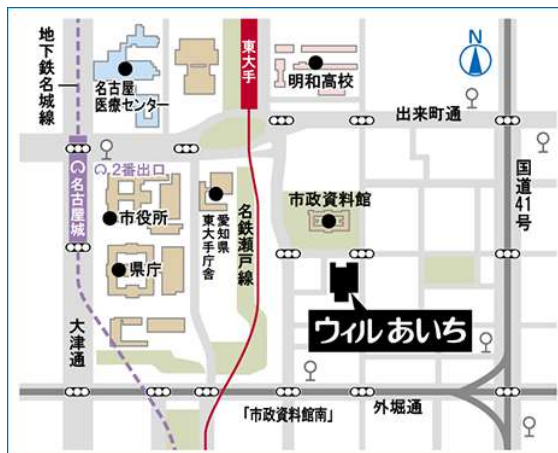 地下鉄名城線
名古屋
医療センター
東大手
明和高校
N
出来町通
国道41号
2番出口
名古屋城
市役所
愛知県
東大手庁舎
名鉄瀬戸線
市政資料館
県庁
ウィルあいち
大津通
「市政資料館南」
外堀通